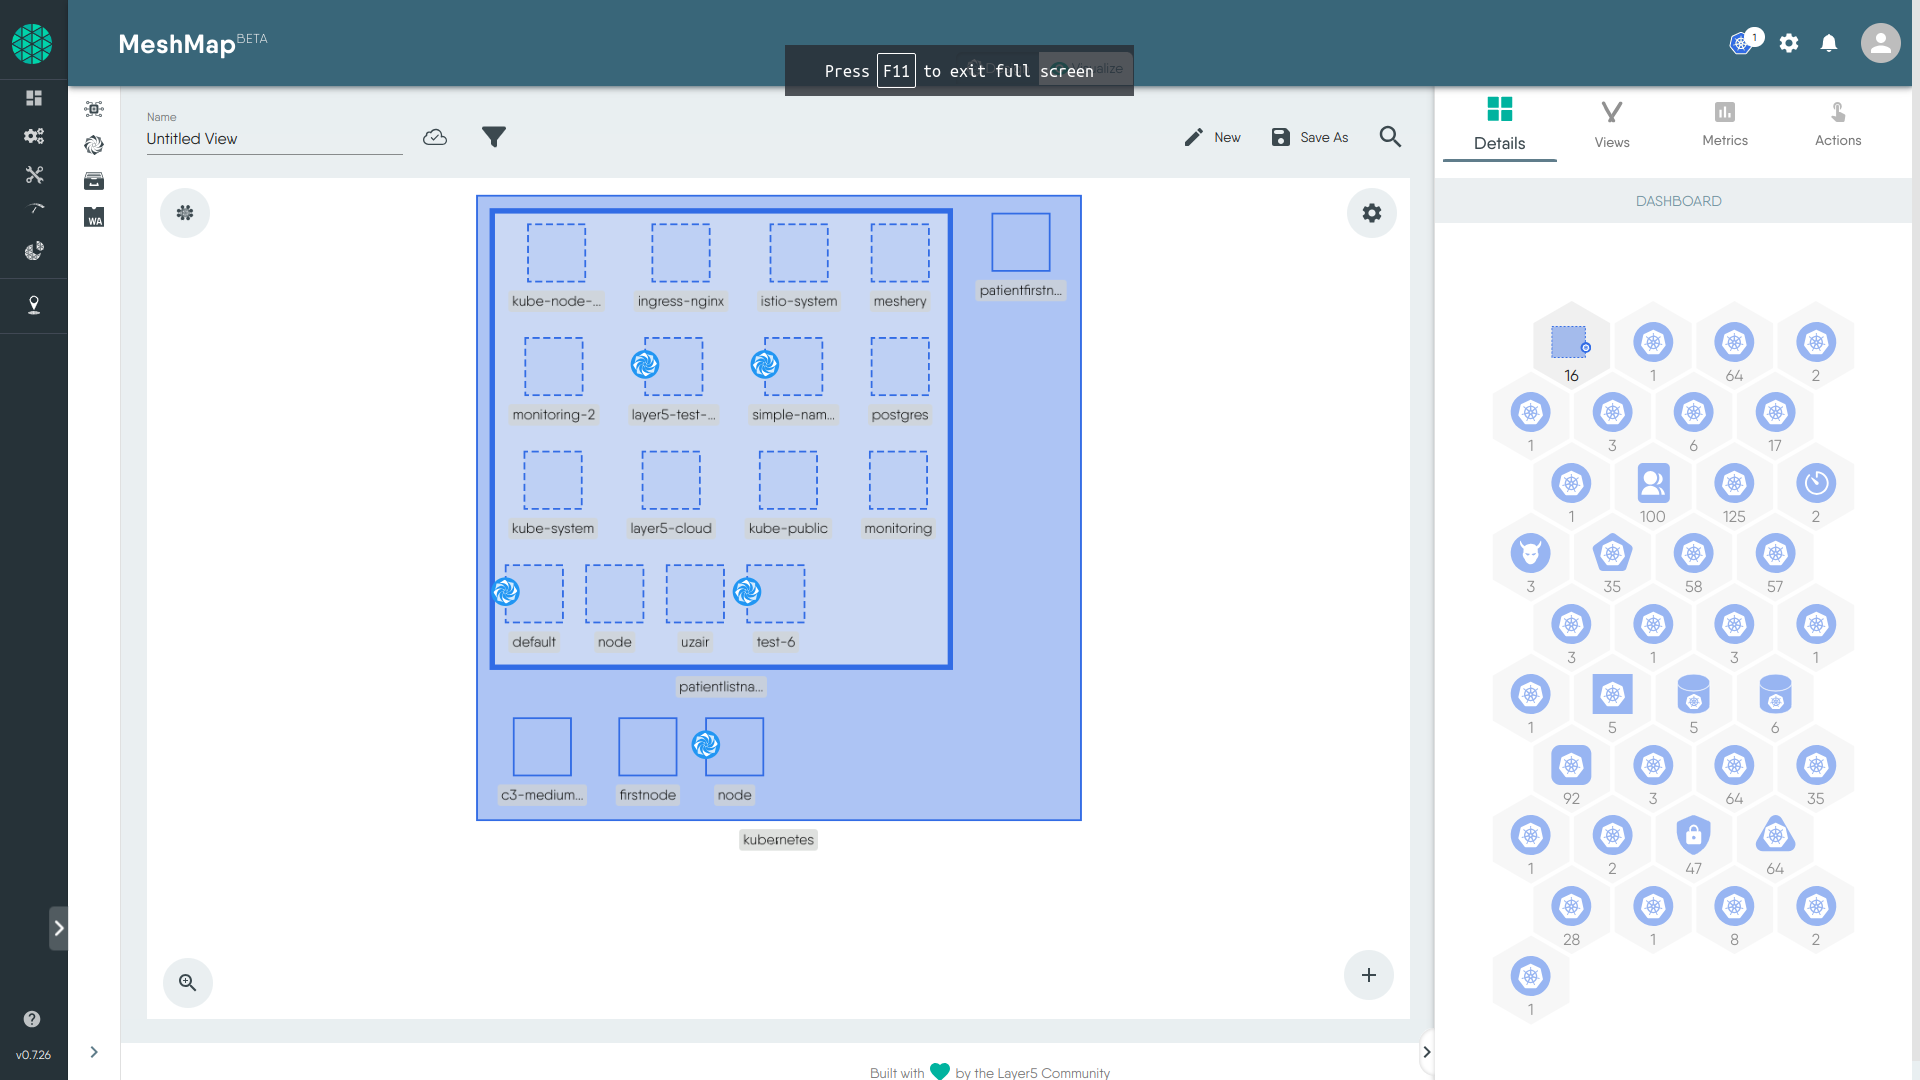 MeshMap BETA
1
Press F11 to exit full screen
Name
Untitled View
New
Save As
Details
Views
Metrics
Actions
DASHBOARD
WA
kube-node-...
ingress-nginx
istio-system
meshery
patientfirstn...
monitoring-2
layer5-test-...
simple-nam...
postgres
kube-system
layer5-cloud
kube-public
monitoring
default
node
uzair
test-6
patientlistna...
c3-medium...
firstnode
node
kubernetes
16
1
64
2
1
3
6
17
1
100
125
2
3
35
58
57
3
1
3
1
1
5
5
6
92
3
64
35
1
2
47
64
28
1
8
2
1
v0.7.26
Built with by the Layer5 Community